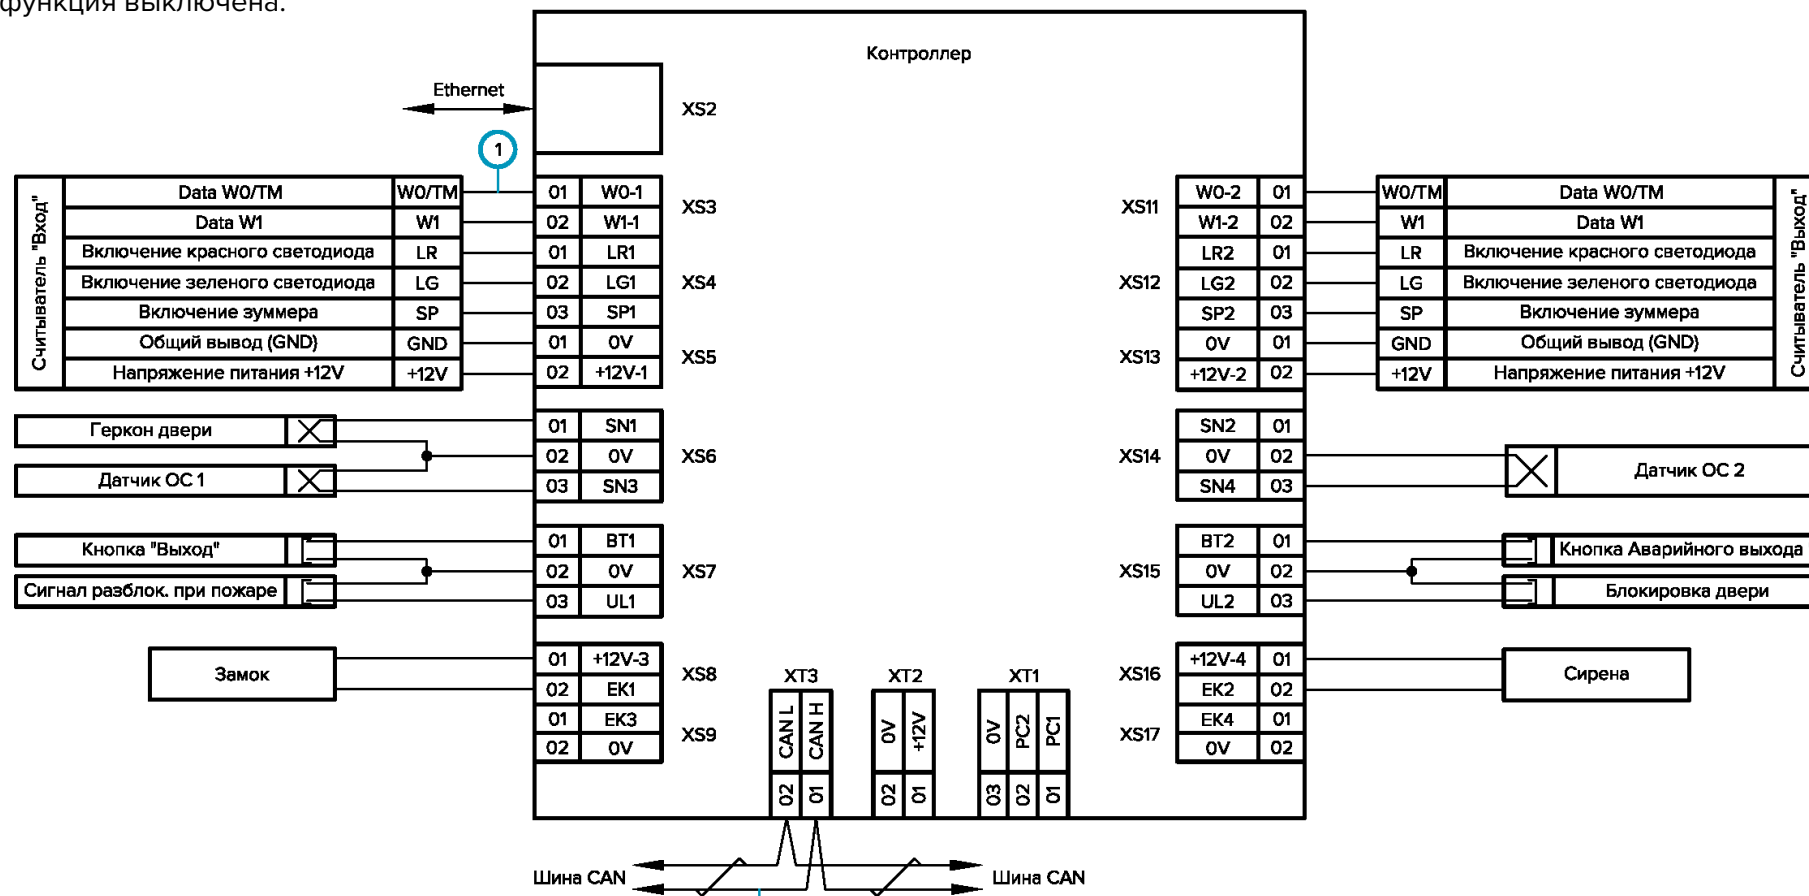 функция выключена.
Контроллер
Ethernet
XS2
1
Считыватель "Вход"
Data W0/TM W0/TM 01 W0-1
Data W1 W1 02 W1-1
XS3
Включение красного светодиода LR 01 LR1
Включение зеленого светодиода LG 02 LG1
Включение зуммера SP 03 SP1
XS4
Общий вывод (GND) GND 01 0V
Напряжение питания +12V +12V 02 +12V-1
XS5
Геркон двери
Датчик ОС 1
01 SN1
02 0V
03 SN3
XS6
Кнопка "Выход"
Сигнал разблок. при пожаре
01 BT1
02 0V
03 UL1
XS7
Замок
01 +12V-3
02 EK1
XS8
01 EK3
02 0V
XS9
XS11
W0-2 01 W0/TM Data W0/TM
W1-2 02 W1 Data W1
XS12
LR2 01 LR Включение красного светодиода
LG2 02 LG Включение зеленого светодиода
SP2 03 SP Включение зуммера
XS13
0V 01 GND Общий вывод (GND)
+12V-2 02 +12V Напряжение питания +12V
Считыватель "Выход"
XS14
SN2 01
0V 02
SN4 03
Датчик ОС 2
XS15
BT2 01
0V 02
UL2 03
Кнопка Аварийного выхода
Блокировка двери
XS16
+12V-4 01
EK2 02
Сирена
XS17
EK4 01
0V 02
XT3
CAN L CAN H
02 01
XT2
0V +12V
02 01
XT1
0V PC2 PC1
03 02 01
Шина CAN
Шина CAN